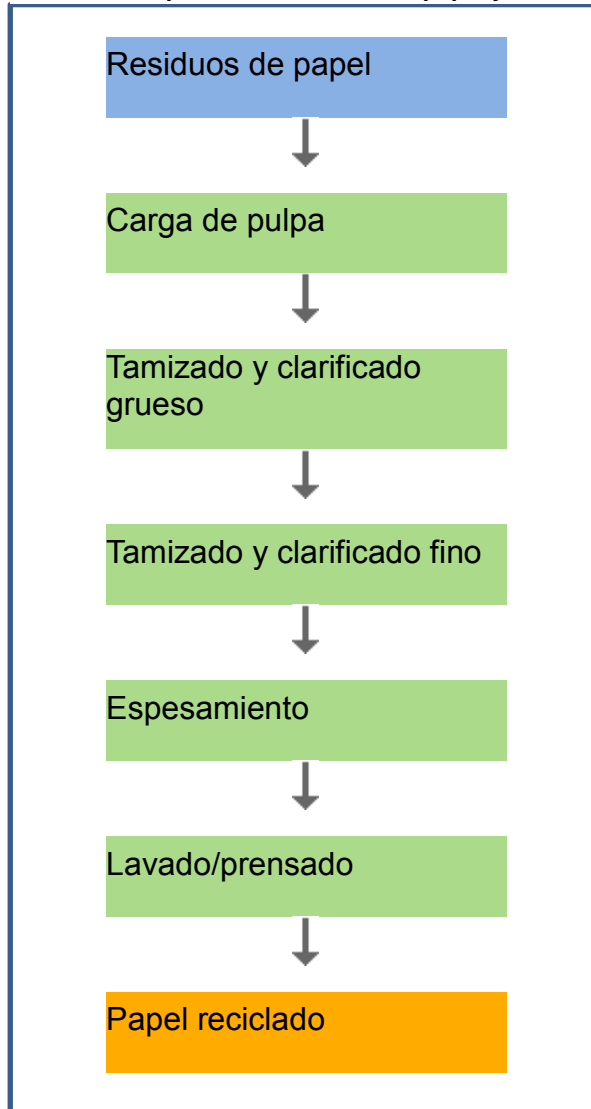 Residuos de papel
Carga de pulpa
Tamizado y clarificado
grueso
Tamizado y clarificado fino
Espesamiento
Lavado/prensado
Papel reciclado